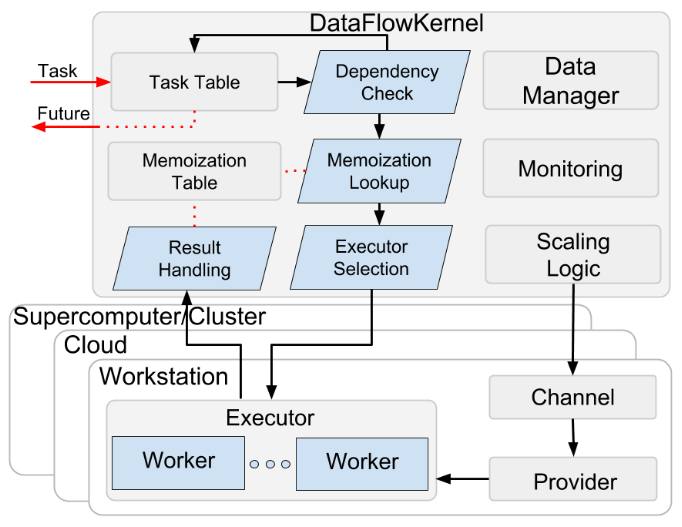 DataFlowKernel
Task
Future
Task Table
Dependency
Check
Data
Manager
Memoization
Table
Memoization
Lookup
Monitoring
Result
Handling
Executor
Selection
Scaling
Logic
Supercomputer/Cluster
Cloud
Workstation
Channel
Executor
Worker
Worker
Provider